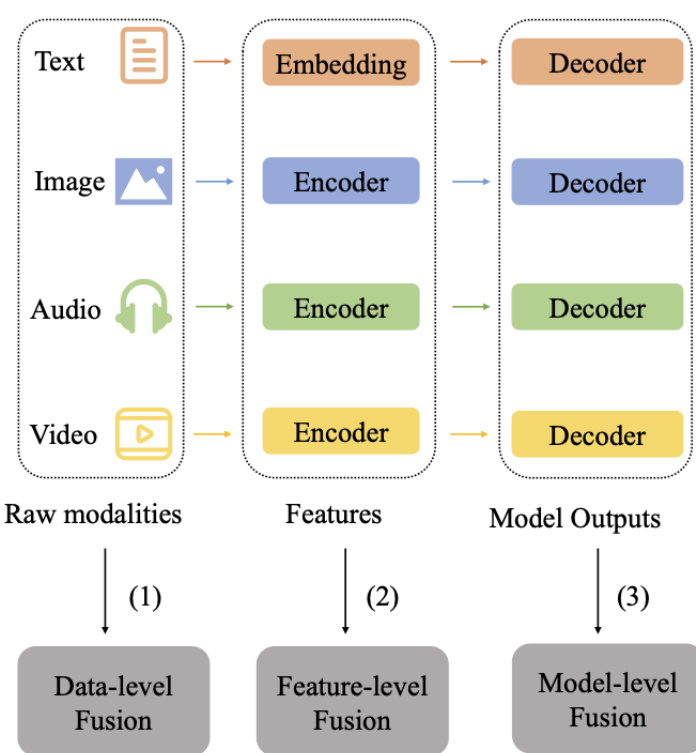 Text
Embedding
Decoder
Image
Encoder
Decoder
Audio
Encoder
Decoder
Video
Encoder
Decoder
Raw modalities
Features
Model Outputs
(1)
(2)
(3)
Data-level
Fusion
Feature-level
Fusion
Model-level
Fusion